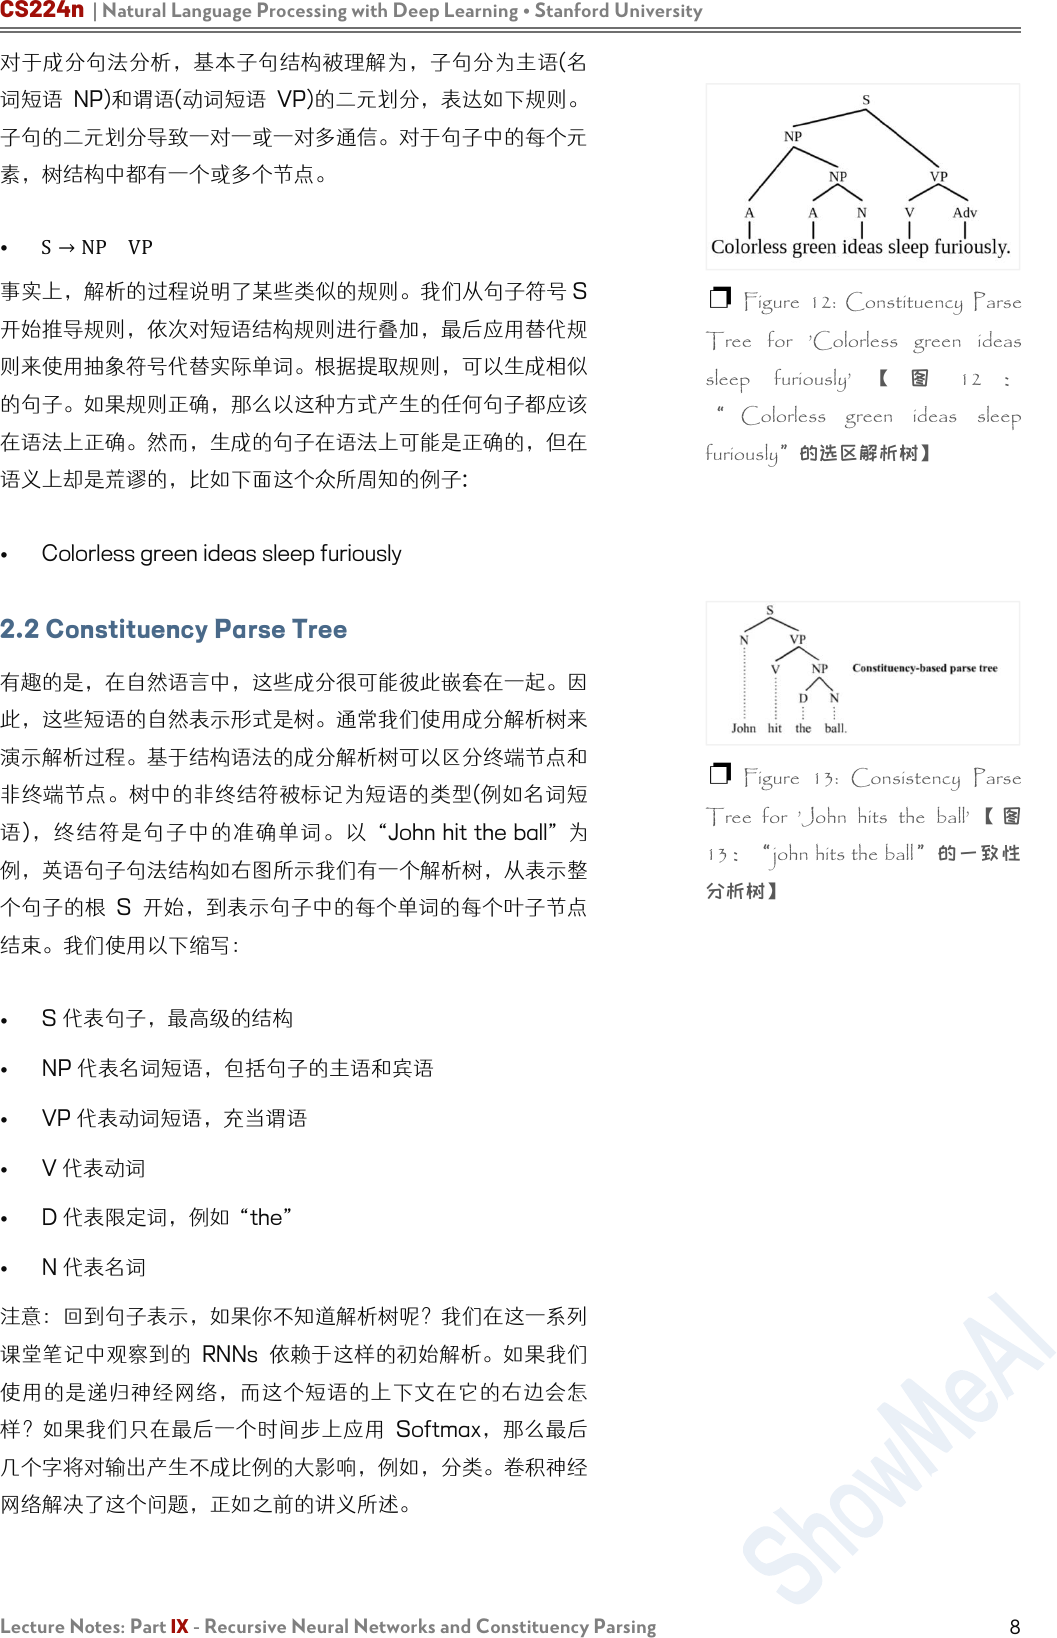 CS224n | Natural Language Processing with Deep Learning • Stanford University
对于成分句法分析，基本子句结构被理解为，子句分为主语(名
词短语 NP)和谓语(动词短语 VP)的二元划分，表达如下规则。
子句的二元划分导致一对一或一对多通信。对于句子中的每个元
素，树结构中都有一个或多个节点。
• S → NP VP
事实上，解析的过程说明了某些类似的规则。我们从句子符号 S
开始推导规则，依次对短语结构规则进行叠加，最后应用替代规
则来使用抽象符号代替实际单词。根据提取规则，可以生成相似
的句子。如果规则正确，那么以这种方式产生的任何句子都应该
在语法上正确。然而，生成的句子在语法上可能是正确的，但在
语义上却是荒谬的，比如下面这个众所周知的例子:
• Colorless green ideas sleep furiously
2.2 Constituency Parse Tree
有趣的是，在自然语言中，这些成分很可能彼此嵌套在一起。因
此，这些短语的自然表示形式是树。通常我们使用成分解析树来
演示解析过程。基于结构语法的成分解析树可以区分终端节点和
非终端节点。树中的非终结符被标记为短语的类型(例如名词短
语)，终结符是句子中的准确单词。以“John hit the ball”为
例，英语句子句法结构如右图所示我们有一个解析树，从表示整
个句子的根 S 开始，到表示句子中的每个单词的每个叶子节点
结束。我们使用以下缩写：
• S 代表句子，最高级的结构
• NP 代表名词短语，包括句子的主语和宾语
• VP 代表动词短语，充当谓语
• V 代表动词
• D 代表限定词，例如“the”
• N 代表名词
注意：回到句子表示，如果你不知道解析树呢？我们在这一系列
课堂笔记中观察到的 RNNs 依赖于这样的初始解析。如果我们
使用的是递归神经网络，而这个短语的上下文在它的右边会怎
样？如果我们只在最后一个时间步上应用 Softmax，那么最后
几个字将对输出产生不成比例的大影响，例如，分类。卷积神经
网络解决了这个问题，正如之前的讲义所述。
S
NP
NP VP
A A N V Adv
Colorless green ideas sleep furiously.
❐ Figure 12: Constituency Parse
Tree for 'Colorless green ideas
sleep furiously'【图 12：
“Colorless green ideas sleep
furiously”的选区解析树】
S
N VP
V NP
Constituency-based parse tree
D N
John hit the ball.
❐ Figure 13: Consistency Parse
Tree for 'John hits the ball'【图
13：“john hits the ball”的一致性
分析树】
ShowMeAI
Lecture Notes: Part IX - Recursive Neural Networks and Constituency Parsing 8